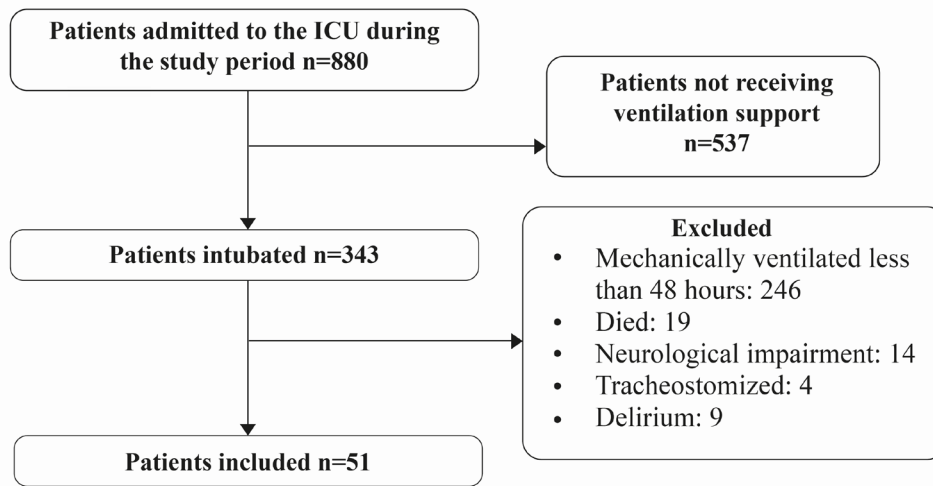 Patients admitted to the ICU during
the study period n=880
Patients not receiving
ventilation support
n=537
Patients intubated n=343
Excluded
• Mechanically ventilated less
than 48 hours: 246
• Died: 19
• Neurological impairment: 14
• Tracheostomized: 4
• Delirium: 9
Patients included n=51